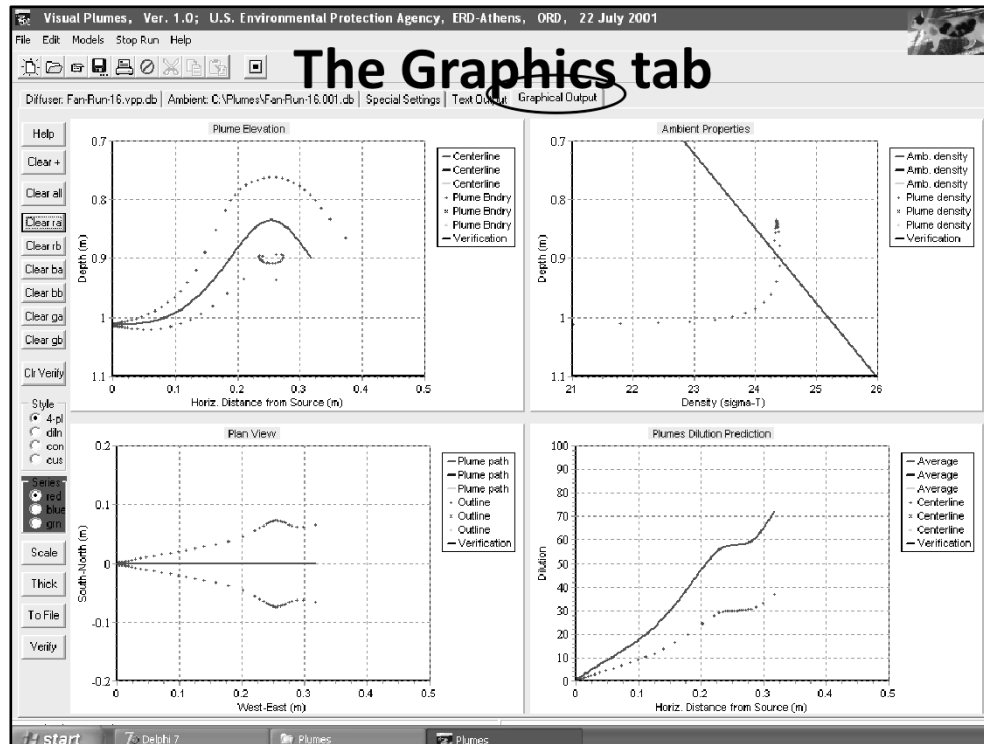 Visual Plumes, Ver. 1.0; U.S. Environmental Protection Agency, ERD-Athens, ORD, 22 July 2001
File Edit Models Stop Run Help
The Graphics tab
Diffuser: Fan-Run-16.vpp.db Ambient: C:\Plumes\Fan-Run-16.001.db Special Settings Text Output Graphical Output
Help
Clear +
Clear all
Clear ra
Clear rb
Clear ba
Clear bb
Clear ga
Clear gb
Clr Verify
Style
4-pl
diln
con
cus
Series
red
blue
grn
Scale
Thick
To File
Verify
Plume Elevation
Depth (m)
0.7
0.8
0.9
1
1.1
0 0.1 0.2 0.3 0.4 0.5
Horiz. Distance from Source (m)
Centerline
Centerline
Centerline
Plume Bndry
Plume Bndry
Plume Bndry
Verification
Ambient Properties
Depth (m)
0.7
0.8
0.9
1
1.1
21 22 23 24 25 26
Density (sigma-T)
Amb. density
Amb. density
Amb. density
Plume density
Plume density
Plume density
Verification
Plan View
South-North (m)
0.2
0.1
0
-0.1
-0.2
0 0.1 0.2 0.3 0.4 0.5
West-East (m)
Plume path
Plume path
Plume path
Outline
Outline
Outline
Verification
Plumes Dilution Prediction
Dilution
100
90
80
70
60
50
40
30
20
10
0
0 0.1 0.2 0.3 0.4 0.5
Horiz. Distance from Source (m)
Average
Average
Average
Centerline
Centerline
Centerline
Verification
start Delphi 7 Plumes Plumes